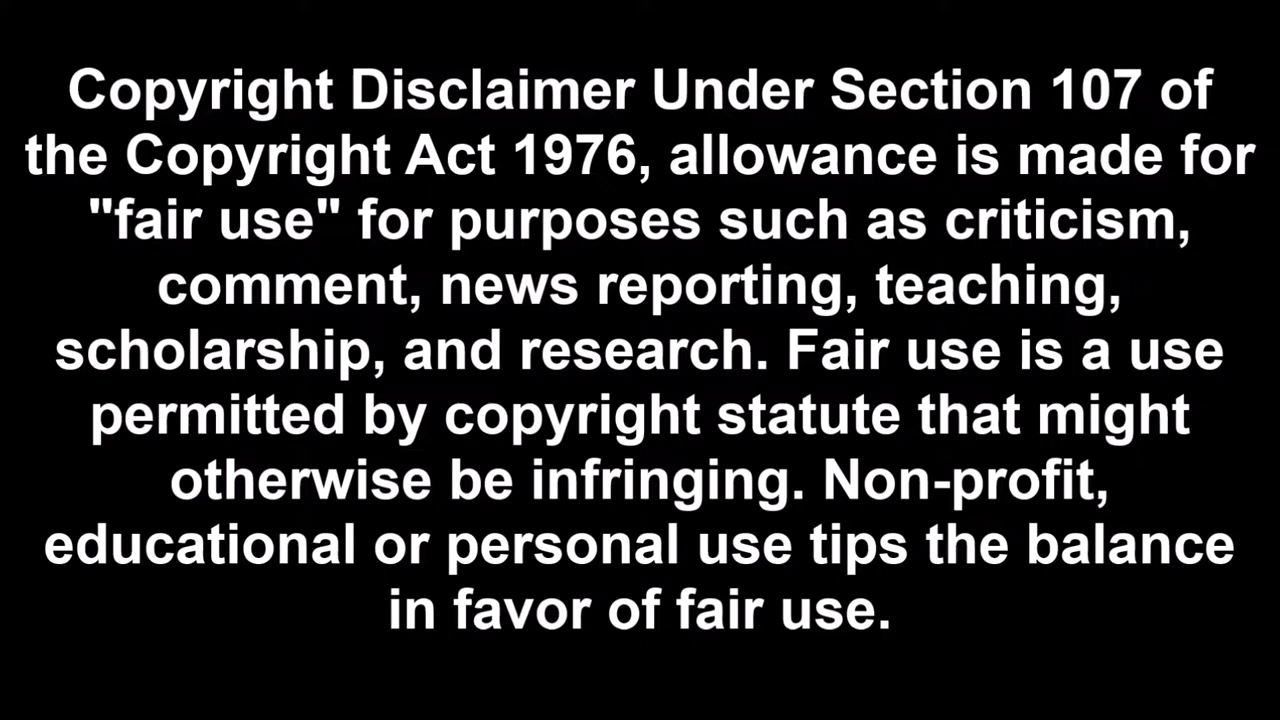 Copyright Disclaimer Under Section 107 of
the Copyright Act 1976, allowance is made for
"fair use" for purposes such as criticism,
comment, news reporting, teaching,
scholarship, and research. Fair use is a use
permitted by copyright statute that might
otherwise be infringing. Non-profit,
educational or personal use tips the balance
in favor of fair use.